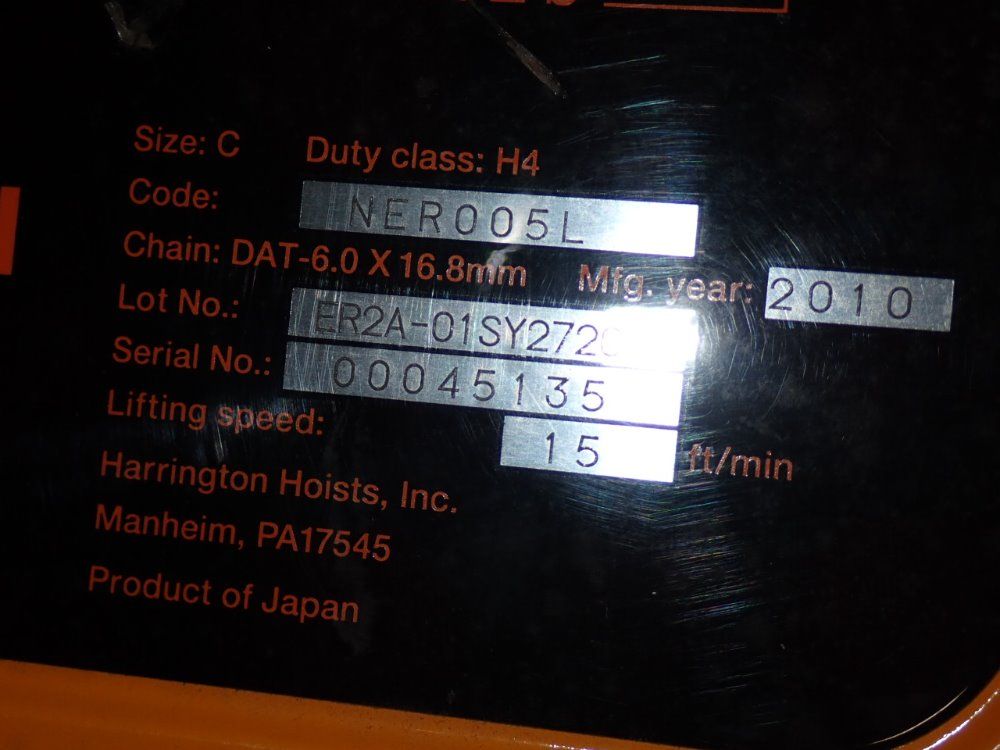 Size: C Duty class: H4
Code: NER005L
Chain: DAT-6.0 X 16.8mm Mfg. year: 2010
Lot No.:
Serial No.: 00045135
Lifting speed: 15 ft/min
Harrington Hoists, Inc.
Manheim, PA17545
Product of Japan